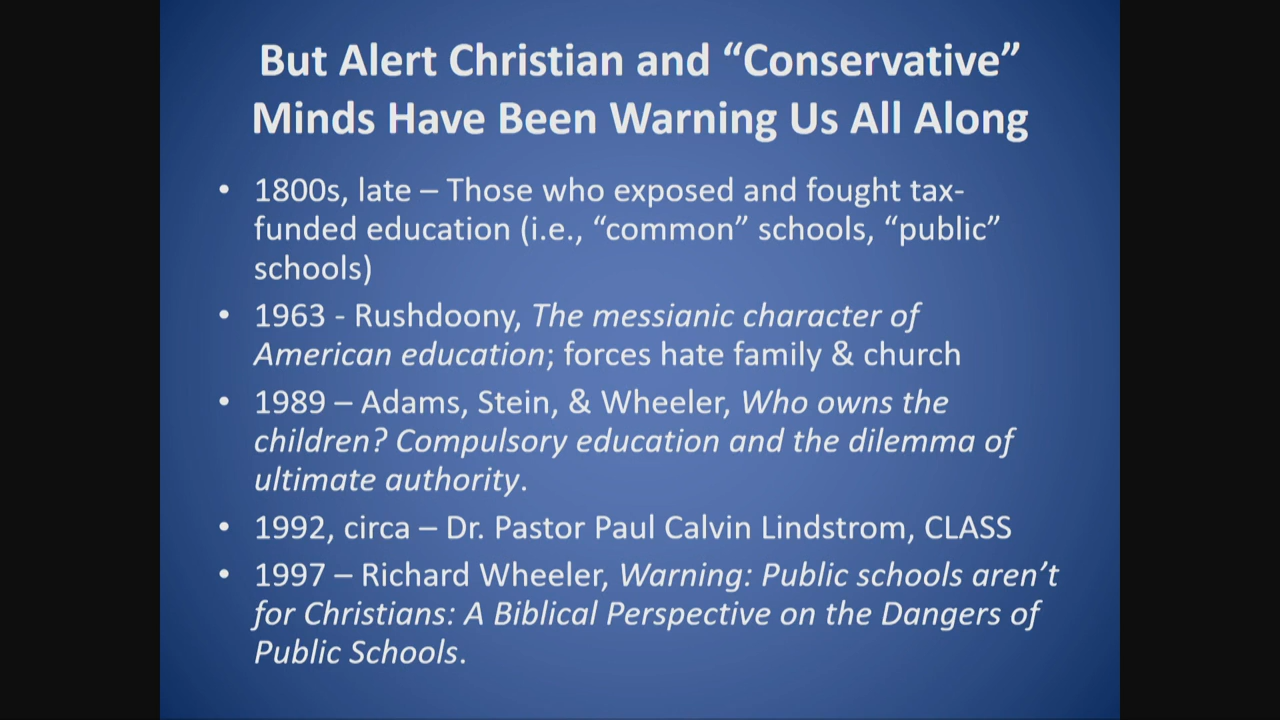 But Alert Christian and “Conservative”
Minds Have Been Warning Us All Along
• 1800s, late – Those who exposed and fought tax-
funded education (i.e., “common” schools, “public”
schools)
• 1963 - Rushdoony, The messianic character of
American education; forces hate family & church
• 1989 – Adams, Stein, & Wheeler, Who owns the
children? Compulsory education and the dilemma of
ultimate authority.
• 1992, circa – Dr. Pastor Paul Calvin Lindstrom, CLASS
• 1997 – Richard Wheeler, Warning: Public schools aren’t
for Christians: A Biblical Perspective on the Dangers of
Public Schools.